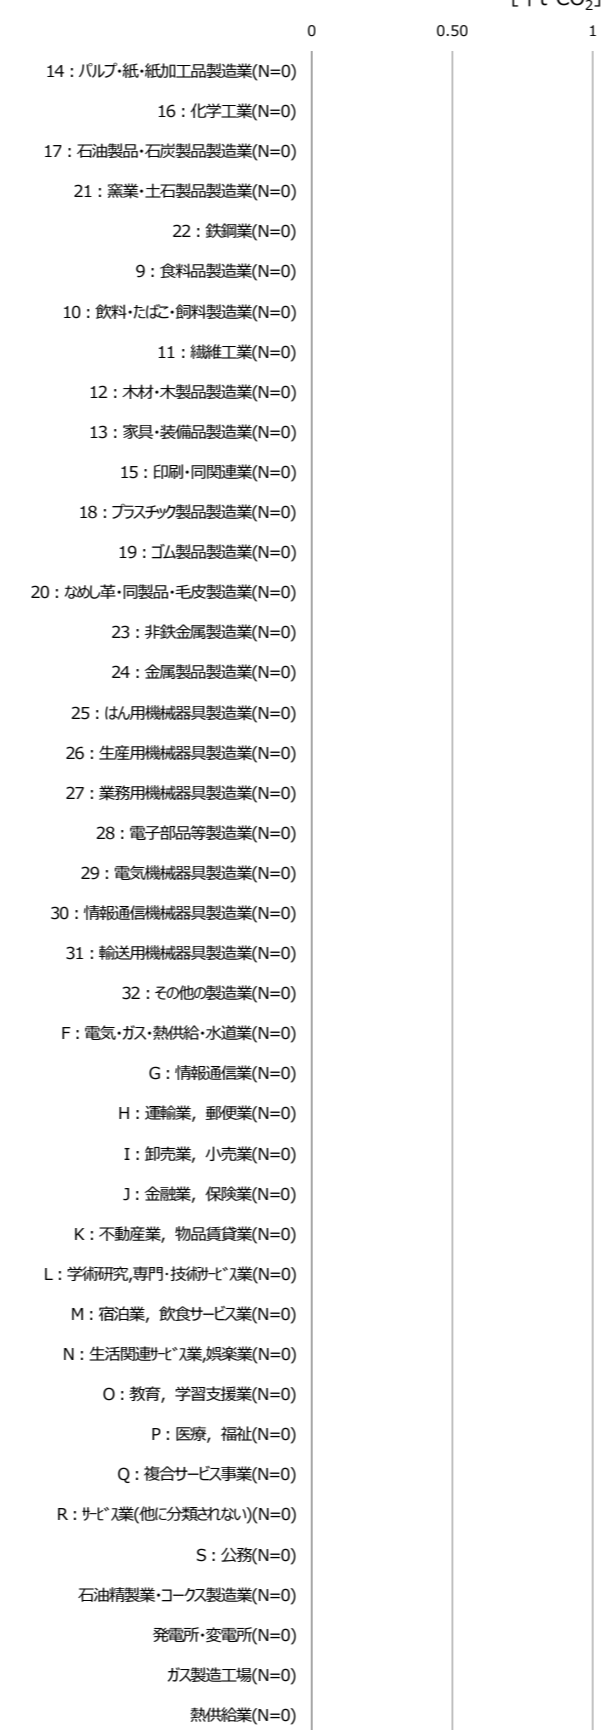 t-CO₂]
0 0.50 1
14：パルプ・紙・紙加工品製造業(N=0)
16：化学工業(N=0)
17：石油製品・石炭製品製造業(N=0)
21：窯業・土石製品製造業(N=0)
22：鉄鋼業(N=0)
9：食料品製造業(N=0)
10：飲料・たばこ・飼料製造業(N=0)
11：繊維工業(N=0)
12：木材・木製品製造業(N=0)
13：家具・装備品製造業(N=0)
15：印刷・同関連業(N=0)
18：プラスチック製品製造業(N=0)
19：ゴム製品製造業(N=0)
20：なめし革・同製品・毛皮製造業(N=0)
23：非鉄金属製造業(N=0)
24：金属製品製造業(N=0)
25：はん用機械器具製造業(N=0)
26：生産用機械器具製造業(N=0)
27：業務用機械器具製造業(N=0)
28：電子部品等製造業(N=0)
29：電気機械器具製造業(N=0)
30：情報通信機械器具製造業(N=0)
31：輸送用機械器具製造業(N=0)
32：その他の製造業(N=0)
F：電気・ガス・熱供給・水道業(N=0)
G：情報通信業(N=0)
H：運輸業，郵便業(N=0)
I：卸売業，小売業(N=0)
J：金融業，保険業(N=0)
K：不動産業，物品賃貸業(N=0)
L：学術研究,専門・技術ｻｰﾋﾞｽ業(N=0)
M：宿泊業，飲食サービス業(N=0)
N：生活関連ｻｰﾋﾞｽ業,娯楽業(N=0)
O：教育，学習支援業(N=0)
P：医療，福祉(N=0)
Q：複合サービス事業(N=0)
R：ｻｰﾋﾞｽ業(他に分類されない)(N=0)
S：公務(N=0)
石油精製業・コークス製造業(N=0)
発電所・変電所(N=0)
ガス製造工場(N=0)
熱供給業(N=0)